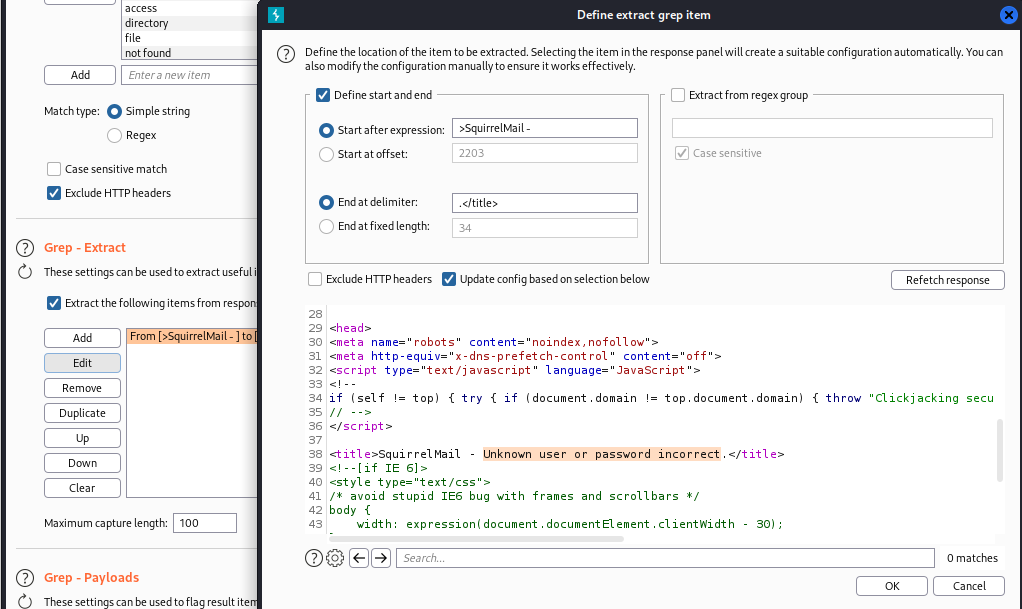 access
directory
file
not found
Add
Enter a new item
Match type:
Simple string
Regex
Case sensitive match
Exclude HTTP headers
? Grep - Extract
These settings can be used to extract useful i
Extract the following items from respon
Add
From [>SquirrelMail - ] to [
Edit
Remove
Duplicate
Up
Down
Clear
Maximum capture length: 100
? Grep - Payloads
These settings can be used to flag result item
Define extract grep item
? Define the location of the item to be extracted. Selecting the item in the response panel will create a suitable configuration automatically. You can
also modify the configuration manually to ensure it works effectively.
Define start and end
Start after expression: >SquirrelMail -
Start at offset: 2203
End at delimiter: .</title>
End at fixed length: 34
Extract from regex group
Case sensitive
Exclude HTTP headers
Update config based on selection below
Refetch response
28
29 <head>
30 <meta name="robots" content="noindex,nofollow">
31 <meta http-equiv="x-dns-prefetch-control" content="off">
32 <script type="text/javascript" language="JavaScript">
33 <!--
34 if (self != top) { try { if (document.domain != top.document.domain) { throw "Clickjacking secu
35 // -->
36 </script>
37
38 <title>SquirrelMail - Unknown user or password incorrect.</title>
39 <!--[if IE 6]>
40 <style type="text/css">
41 /* avoid stupid IE6 bug with frames and scrollbars */
42 body {
43 width: expression(document.documentElement.clientWidth - 30);
? Search...
0 matches
OK
Cancel